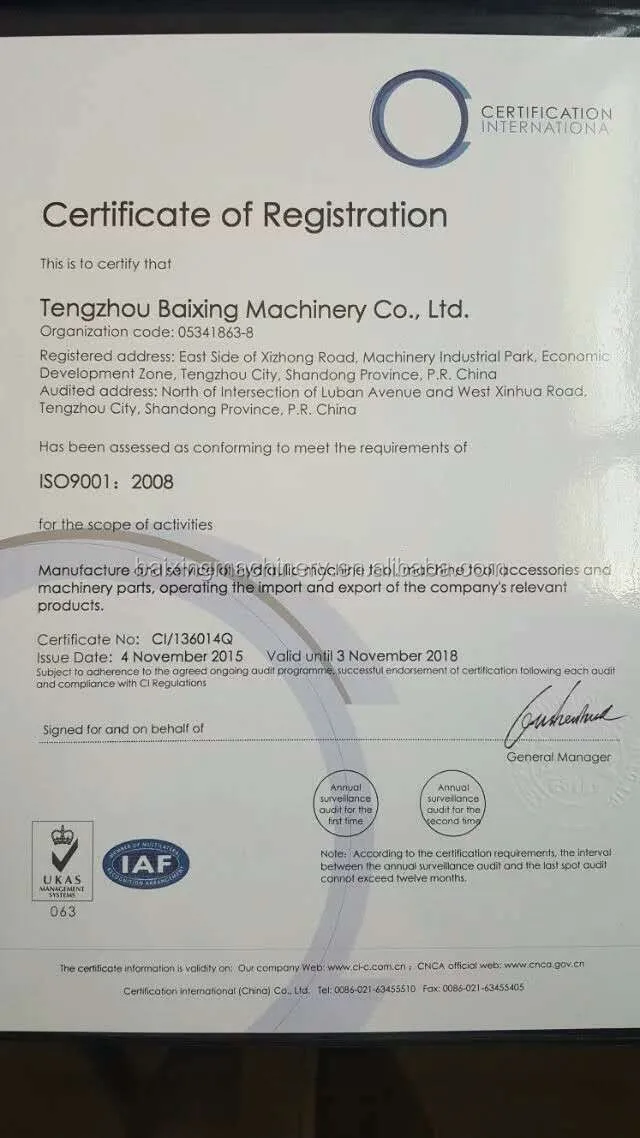 CERTIFICATION
INTERNATIONA
Certificate of Registration
This is to certify that
Tengzhou Baixing Machinery Co., Ltd.
Organization code: 05341863-8
Registered address: East Side of Xizhong Road, Machinery Industrial Park, Economic
Development Zone, Tengzhou City, Shandong Province, P.R. China
Audited address: North of Intersection of Luban Avenue and West Xinhua Road,
Tengzhou City, Shandong Province, P.R. China
Has been assessed as conforming to meet the requirements of
ISO9001: 2008
for the scope of activities
Manufacture and service of hydraulic machine tool, machine tool accessories and
baixingmachinery.en.alibaba.com
machinery parts, operating the import and export of the company's relevant
products.
Certificate No: CI/136014Q
Issue Date: 4 November 2015 Valid until 3 November 2018
Subject to adherence to the agreed ongoing audit programme, successful endorsement of certification following each audit
and compliance with CI Regulations
Signed for and on behalf of
General Manager
Annual
surveillance
audit for the
first time
Annual
surveillance
audit for the
second time
Note: According to the certification requirements, the interval
between the annual surveillance audit and the last spot audit
cannot exceed twelve months.
UKAS
MANAGEMENT
SYSTEMS
063
MEMBER OF MULTILATERAL
IAF
RECOGNITION ARRANGEMENT
The certificate information is validity on: Our company Web: www.ci-c.com.cn ; CNCA official web: www.cnca.gov.cn
Certification International (China) Co., Ltd. Tel: 0086-021-63455510 Fax: 0086-021-63455405